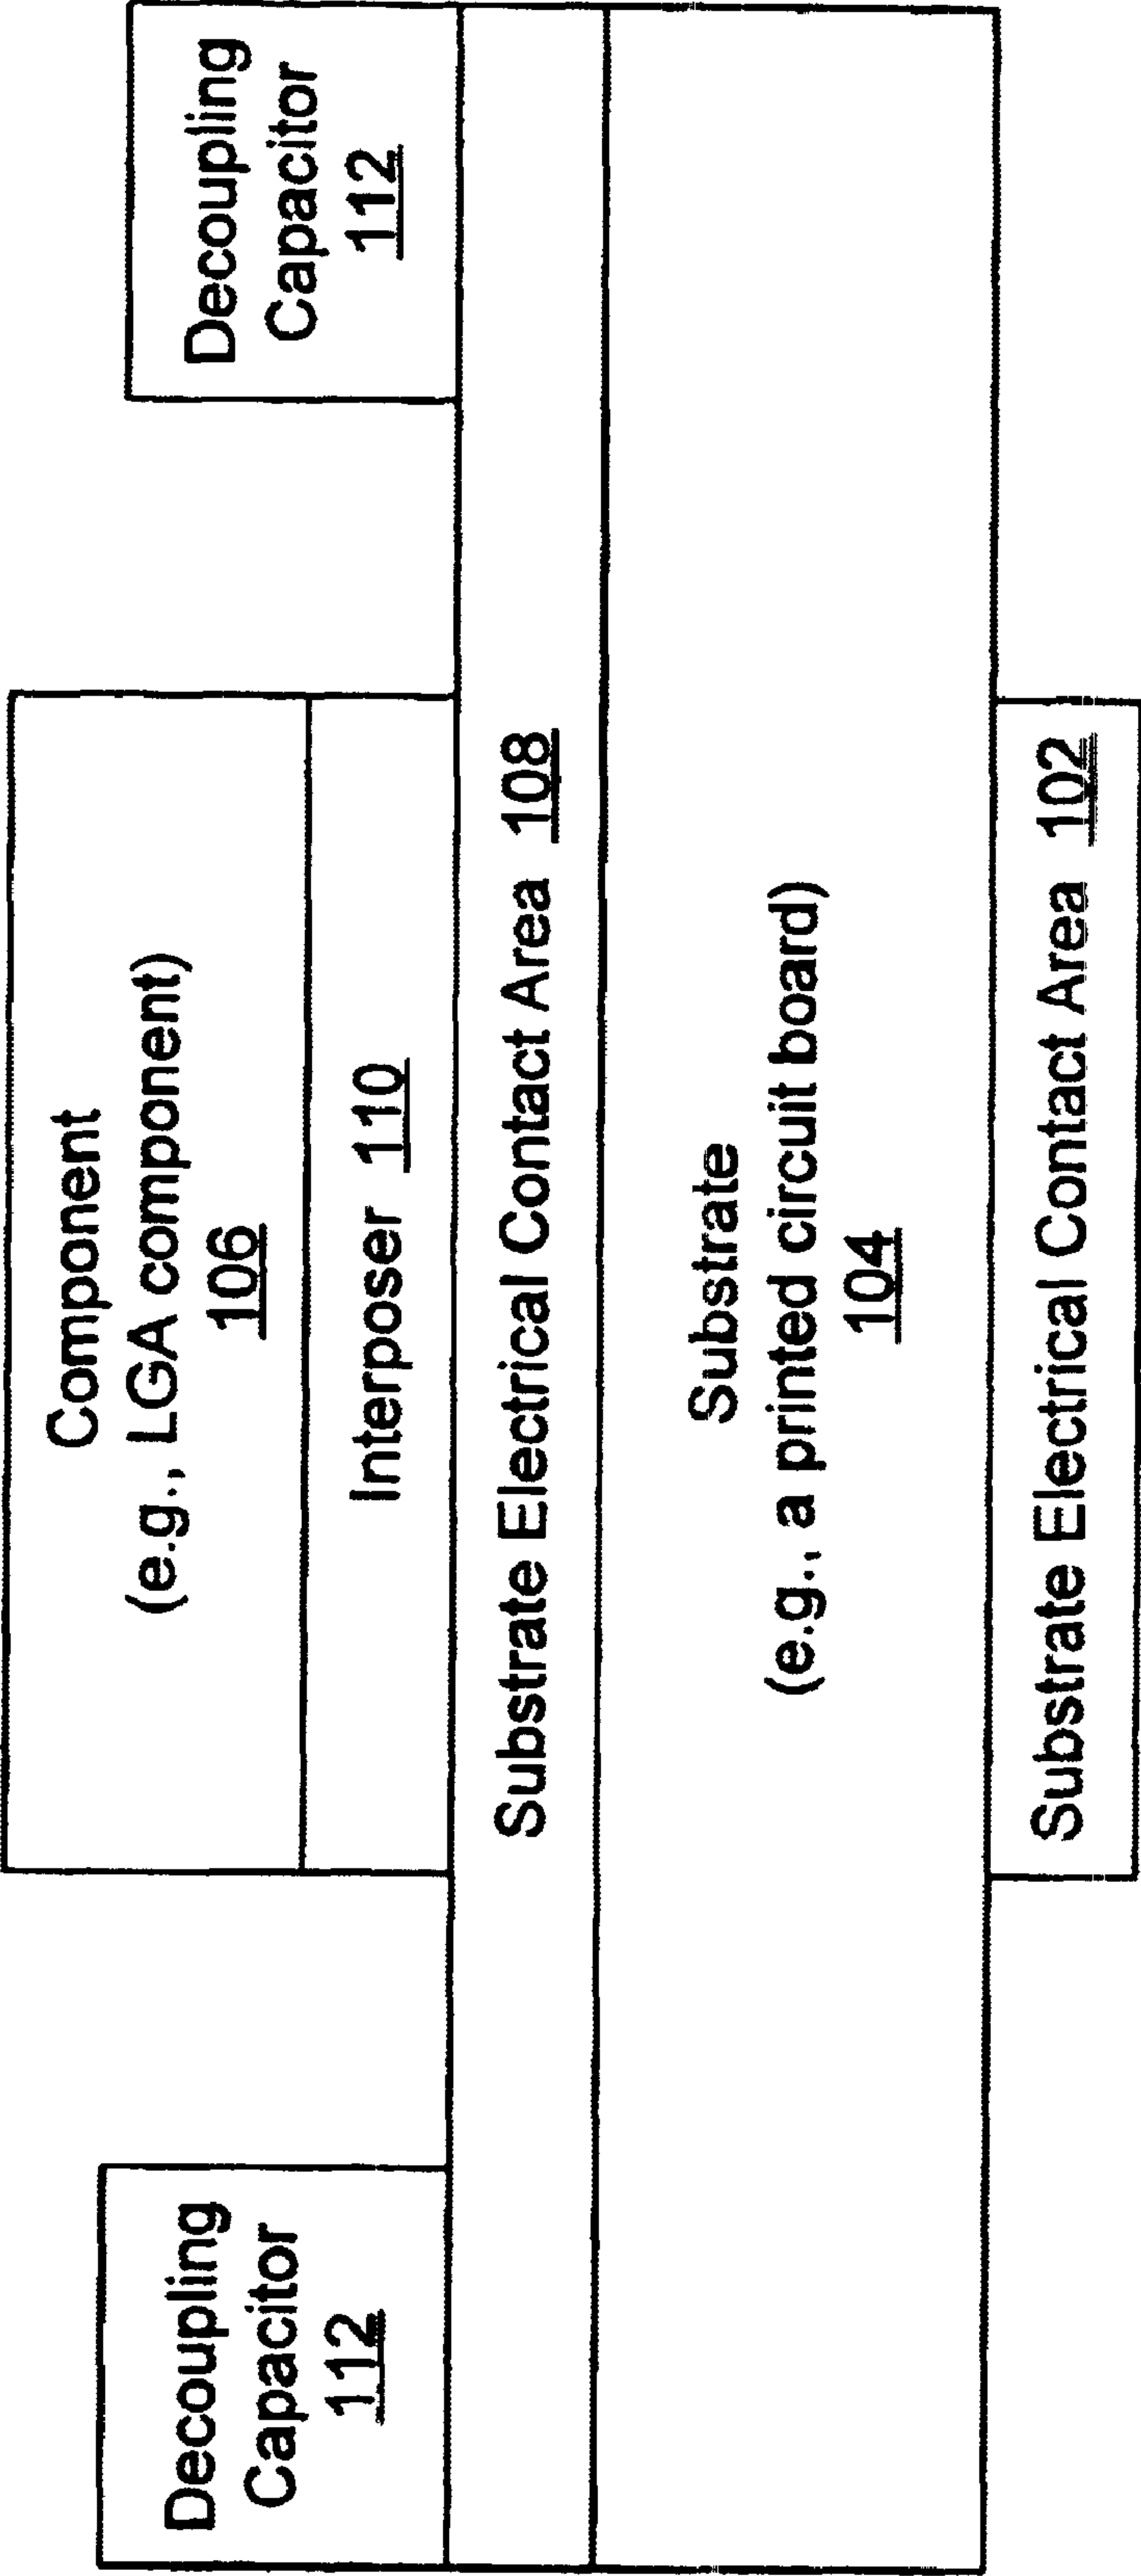 Component
(e.g., LGA component)
106
Decoupling
Capacitor
112
Decoupling
Capacitor
112
Interposer 110
Substrate Electrical Contact Area 108
Substrate
(e.g., a printed circuit board)
104
Substrate Electrical Contact Area 102